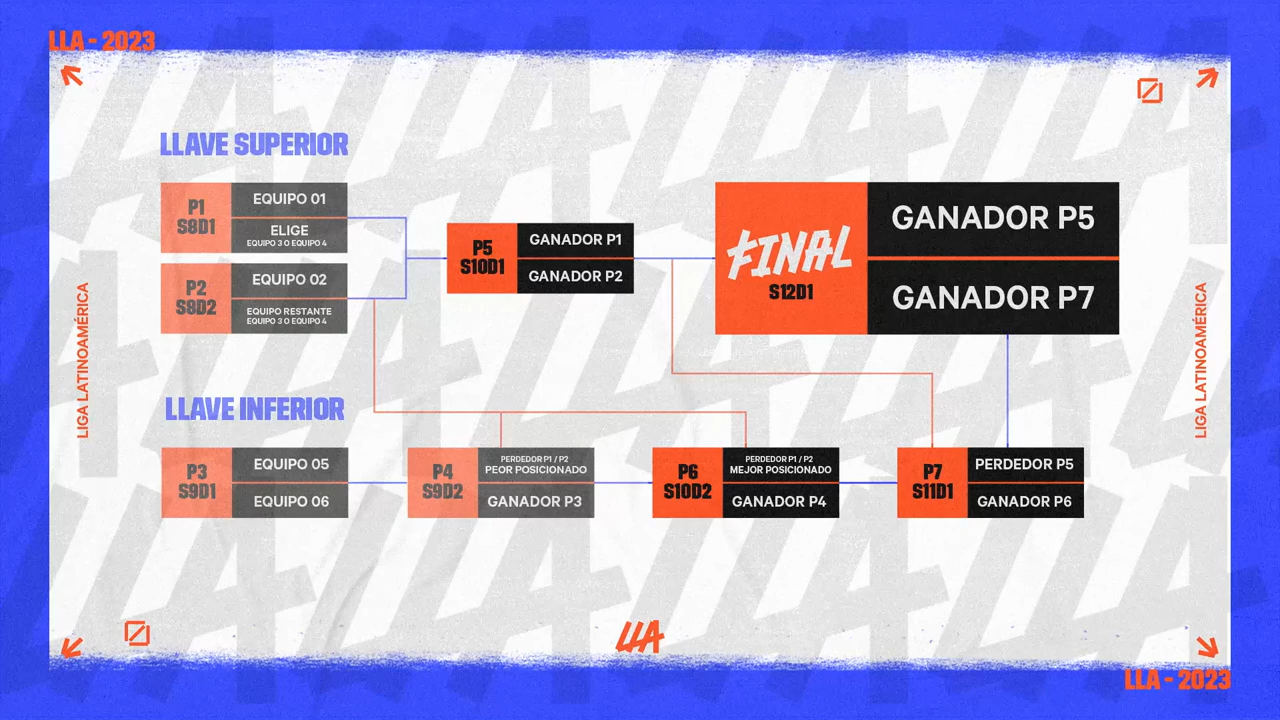 LLA - 2023
LLAVE SUPERIOR
P1
S8D1
EQUIPO 01
ELIGE
EQUIPO 3 O EQUIPO 4
P2
S8D2
EQUIPO 02
EQUIPO RESTANTE
EQUIPO 3 O EQUIPO 4
P5
S10D1
GANADOR P1
GANADOR P2
FINAL
S12D1
GANADOR P5
GANADOR P7
LIGA LATINOAMÉRICA
LIGA LATINOAMÉRICA
LLAVE INFERIOR
P3
S9D1
EQUIPO 05
EQUIPO 06
P4
S9D2
PERDEDOR P1 / P2
PEOR POSICIONADO
GANADOR P3
P6
S10D2
PERDEDOR P1 / P2
MEJOR POSICIONADO
GANADOR P4
P7
S11D1
PERDEDOR P5
GANADOR P6
LLA
LLA - 2023